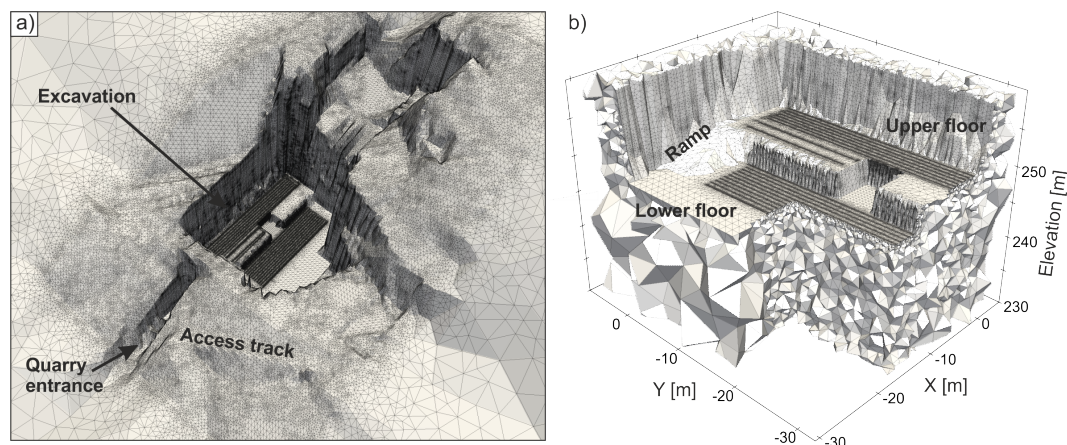 a)
Excavation
Access track
Quarry
entrance
b)
Upper floor
Ramp
Lower floor
250
240
230
Elevation [m]
0
-10
-20
-30
Y [m]
0
-10
-20
-30
X [m]